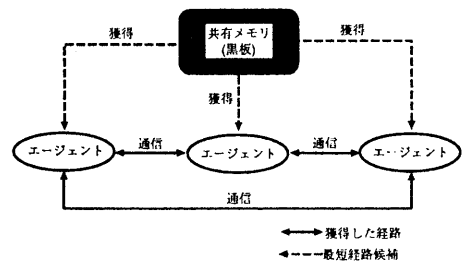 共有メモリ
(黒板)
獲得
獲得
獲得
エージェント
通信
エージェント
通信
エージェント
通信
獲得した経路
最短経路候補